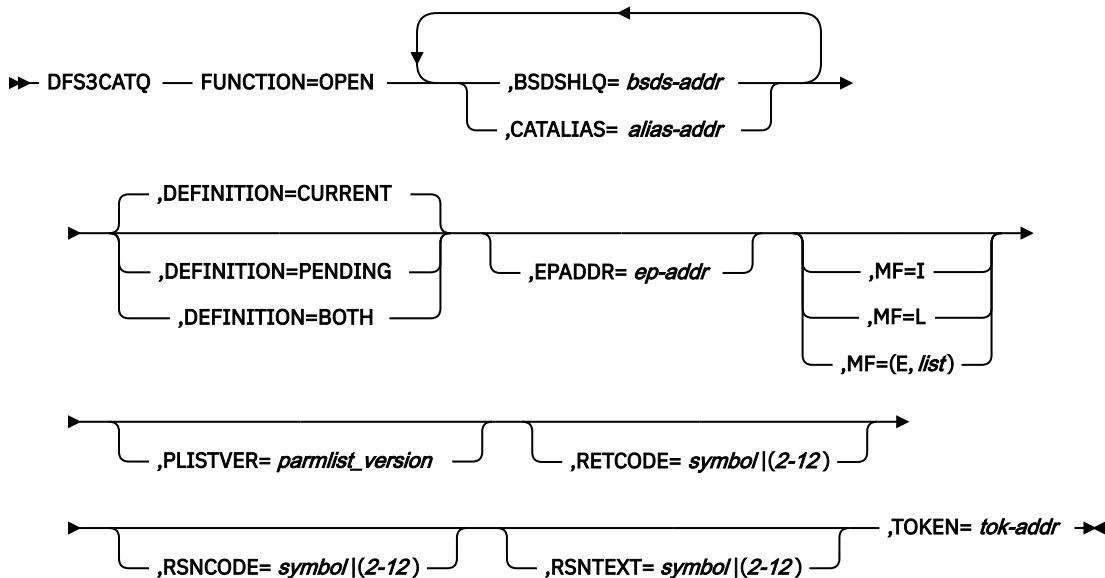 DFS3CATQ FUNCTION=OPEN ,BSDSHLQ= bsds-addr
,CATALIAS= alias-addr
,DEFINITION=CURRENT
,DEFINITION=PENDING
,DEFINITION=BOTH
,EPADDR= ep-addr
,MF=I
,MF=L
,MF=(E, list)
,PLISTVER= parmlist_version
,RETCODE= symbol|(2-12)
,RSNCODE= symbol|(2-12)
,RSNTEXT= symbol|(2-12)
,TOKEN= tok-addr